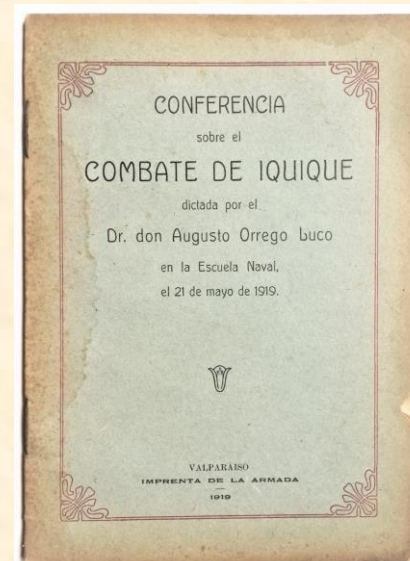 CONFERENCIA
sobre el
COMBATE DE IQUIQUE
dictada por el
Dr. don Augusto Orrego Luco
en la Escuela Naval,
el 21 de mayo de 1919.
VALPARAISO
IMPRENTA DE LA ARMADA
1919